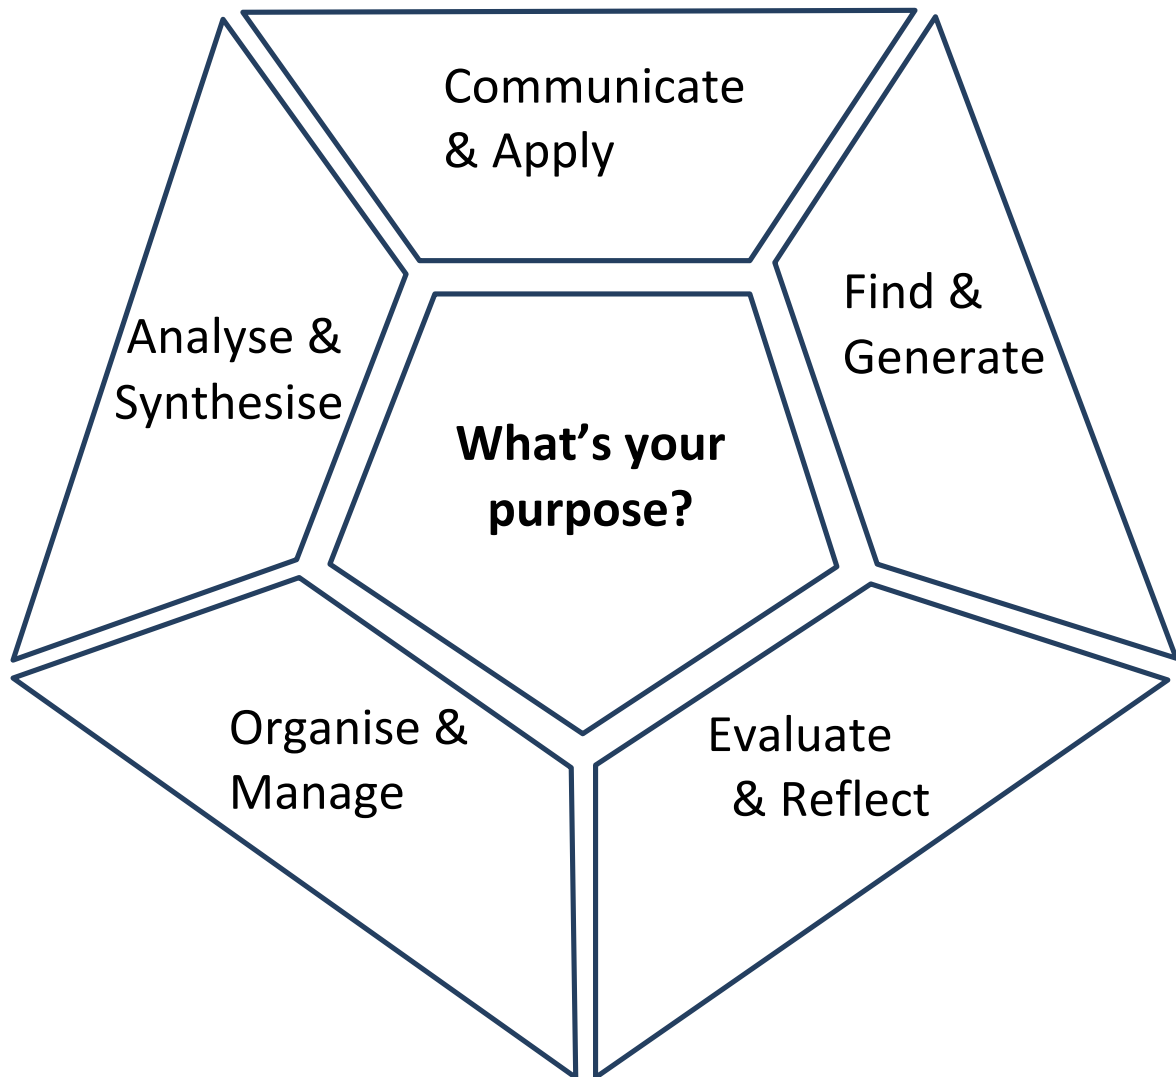 Communicate
& Apply
Find &
Generate
Analyse &
Synthesise
What’s your
purpose?
Organise &
Manage
Evaluate
& Reflect